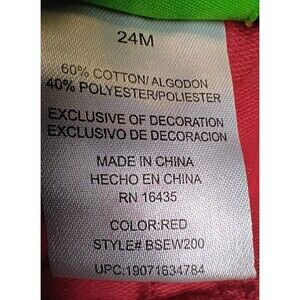 24M
60% COTTON/ ALGODON
40% POLYESTER/POLIESTER
EXCLUSIVE OF DECORATION
EXCLUSIVO DE DECORACION
MADE IN CHINA
HECHO EN CHINA
RN 16435
COLOR:RED
STYLE# BSEW200
UPC:19071634784